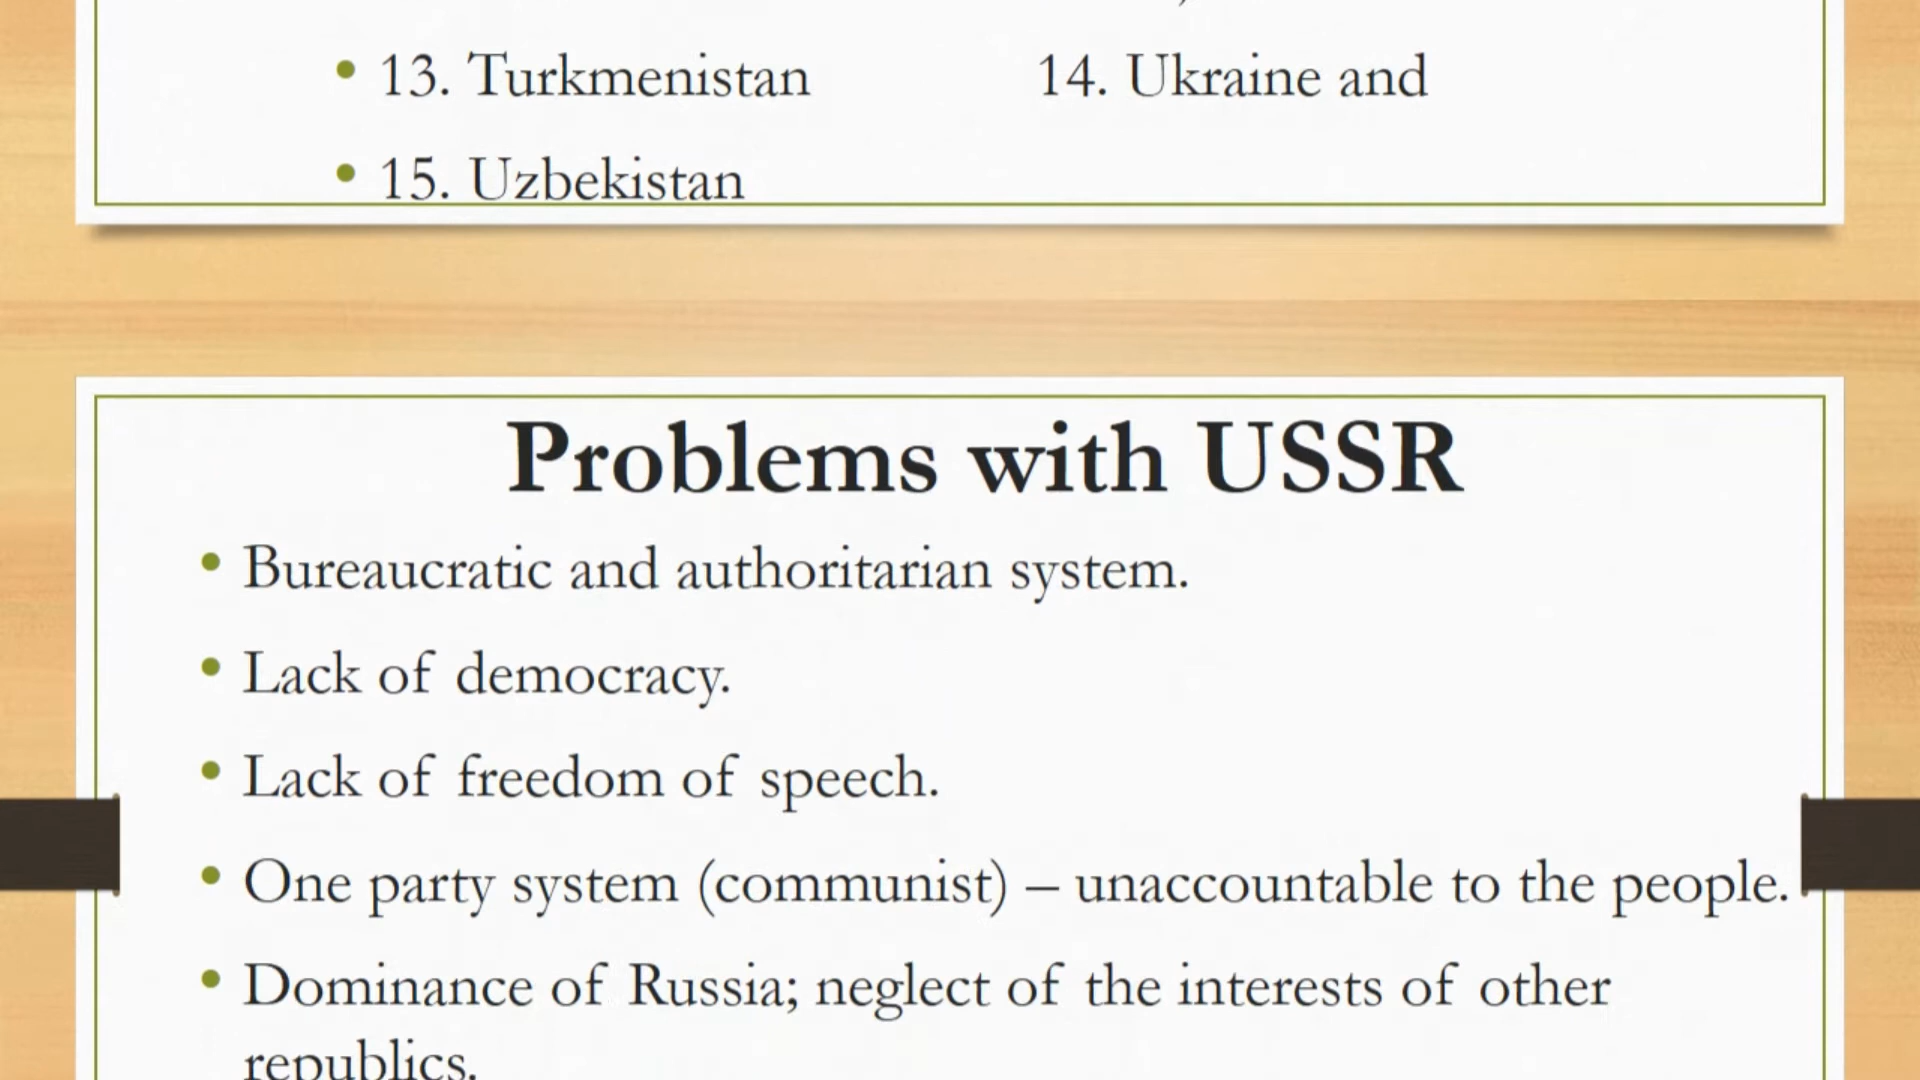 • 13. Turkmenistan 14. Ukraine and
• 15. Uzbekistan
Problems with USSR
• Bureaucratic and authoritarian system.
• Lack of democracy.
• Lack of freedom of speech.
• One party system (communist) – unaccountable to the people.
• Dominance of Russia; neglect of the interests of other
republics.